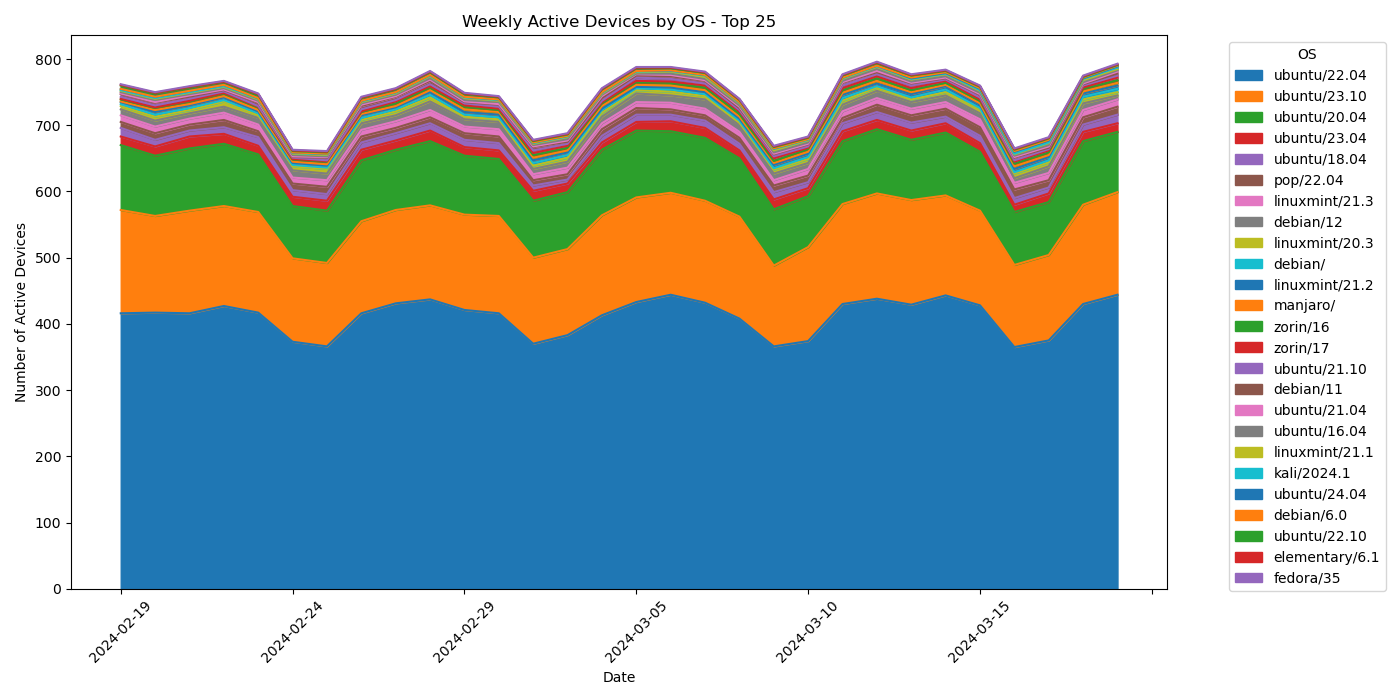 Weekly Active Devices by OS - Top 25
800
700
600
500
400
300
200
100
0
Number of Active Devices
2024-02-19
2024-02-24
2024-02-29
2024-03-05
2024-03-10
2024-03-15
Date
OS
ubuntu/22.04
ubuntu/23.10
ubuntu/20.04
ubuntu/23.04
ubuntu/18.04
pop/22.04
linuxmint/21.3
debian/12
linuxmint/20.3
debian/
linuxmint/21.2
manjaro/
zorin/16
zorin/17
ubuntu/21.10
debian/11
ubuntu/21.04
ubuntu/16.04
linuxmint/21.1
kali/2024.1
ubuntu/24.04
debian/6.0
ubuntu/22.10
elementary/6.1
fedora/35